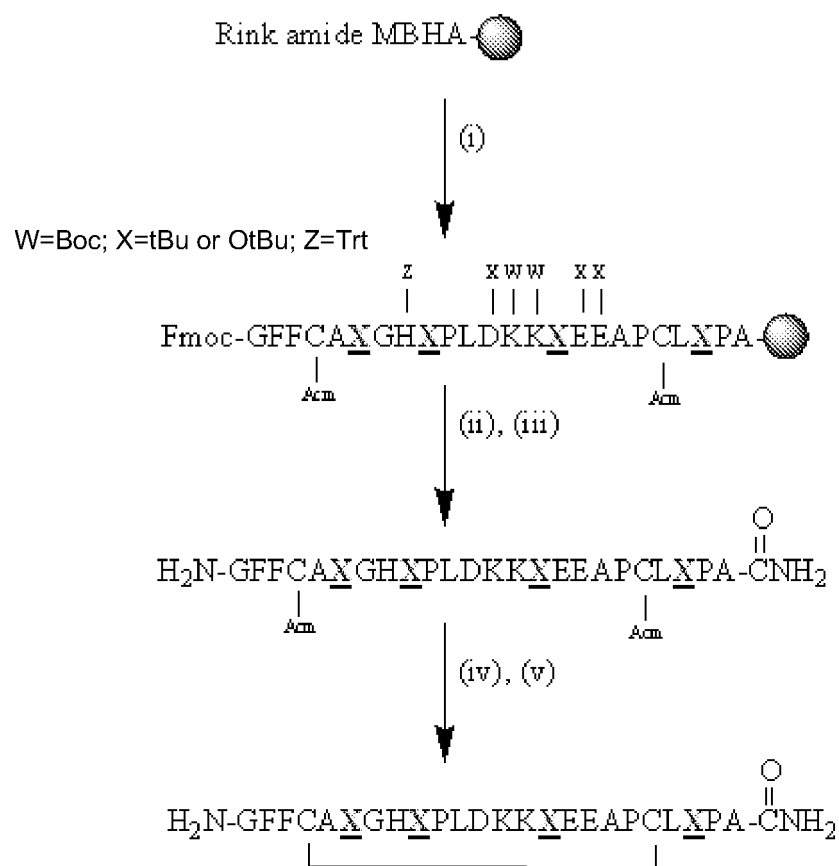 Rink amide MBHA
(i)
W=Boc; X=tBu or OtBu; Z=Trt
Z X W W X X
Fmoc-GFFCAXGHXPLDKKXEEAPCLXPA-
Acm Acm
(ii), (iii)
O
H2N-GFFCAXGHXPLDKKXEEAPCLXPA-CNH2
Acm Acm
(iv), (v)
O
H2N-GFFCAXGHXPLDKKXEEAPCLXPA-CNH2